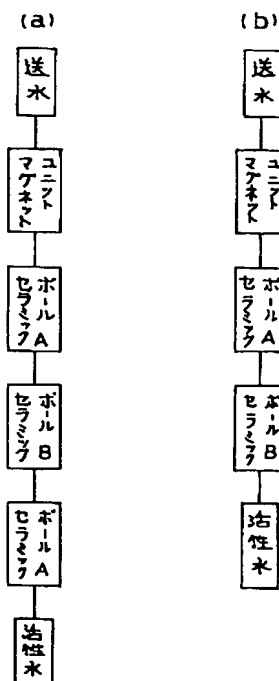 (a)
送水
マグネット
ユニット
セラミック
ボールA
セラミック
ボールB
セラミック
ボールA
活性水
(b)
送水
マグネット
ユニット
セラミック
ボールA
セラミック
ボールB
活性水